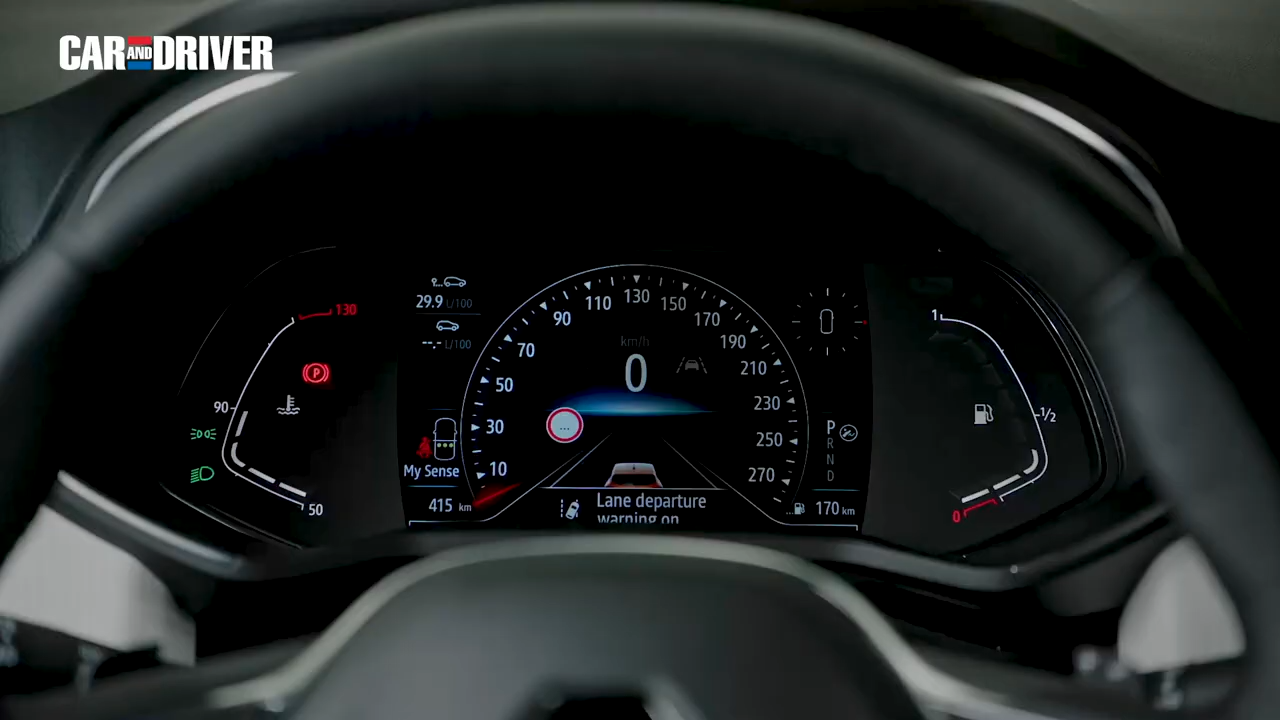 CAR AND DRIVER
130
90
50
P
29.9 L/100
--.- L/100
My Sense
415 km
10
30
50
70
90
110
130
150
170
190
210
230
250
270
km/h
0
...
Lane departure
warning on
P
R
N
D
170 km
1
1/2
0